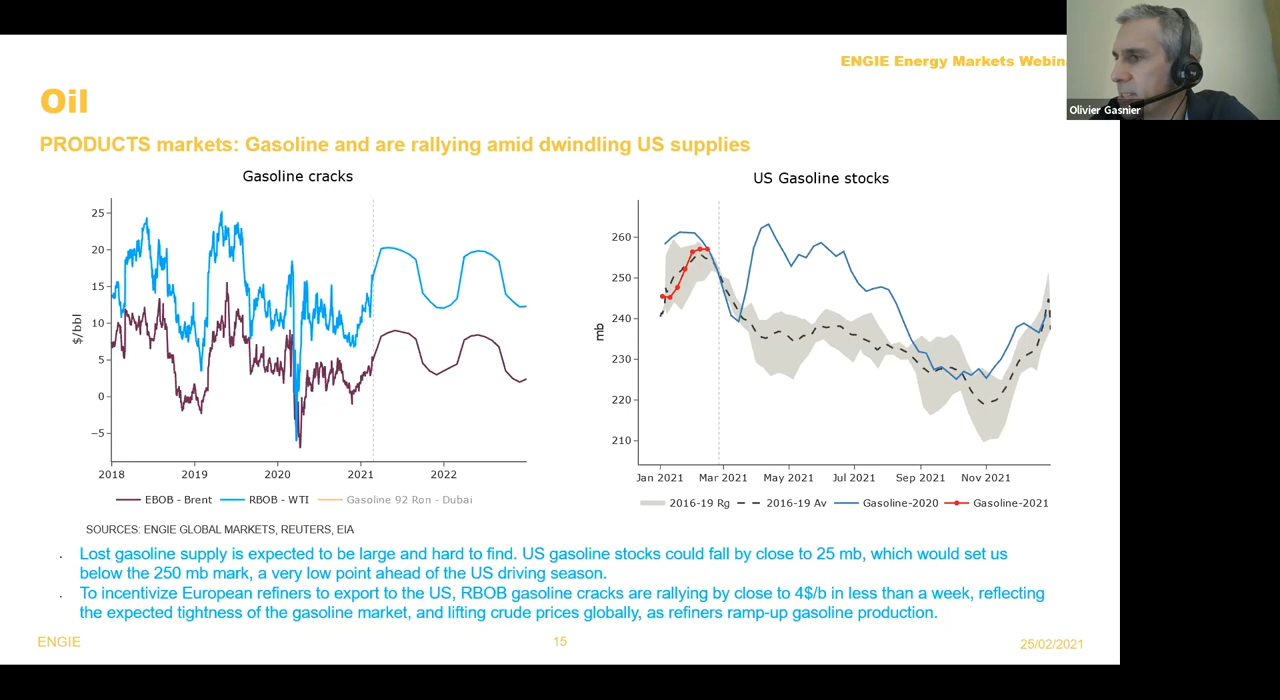 ENGIE Energy Markets Webin
Olivier Gasnier
Oil
PRODUCTS markets: Gasoline and are rallying amid dwindling US supplies
Gasoline cracks
25
20
15
10
5
0
−5
$/bbl
2018 2019 2020 2021 2022
EBOB - Brent RBOB - WTI Gasoline 92 Ron - Dubai
US Gasoline stocks
260
250
240
230
220
210
mb
Jan 2021 Mar 2021 May 2021 Jul 2021 Sep 2021 Nov 2021
2016-19 Rg 2016-19 Av Gasoline-2020 Gasoline-2021
SOURCES: ENGIE GLOBAL MARKETS, REUTERS, EIA
. Lost gasoline supply is expected to be large and hard to find. US gasoline stocks could fall by close to 25 mb, which would set us
below the 250 mb mark, a very low point ahead of the US driving season.
. To incentivize European refiners to export to the US, RBOB gasoline cracks are rallying by close to 4$/b in less than a week, reflecting
the expected tightness of the gasoline market, and lifting crude prices globally, as refiners ramp-up gasoline production.
ENGIE 15 25/02/2021